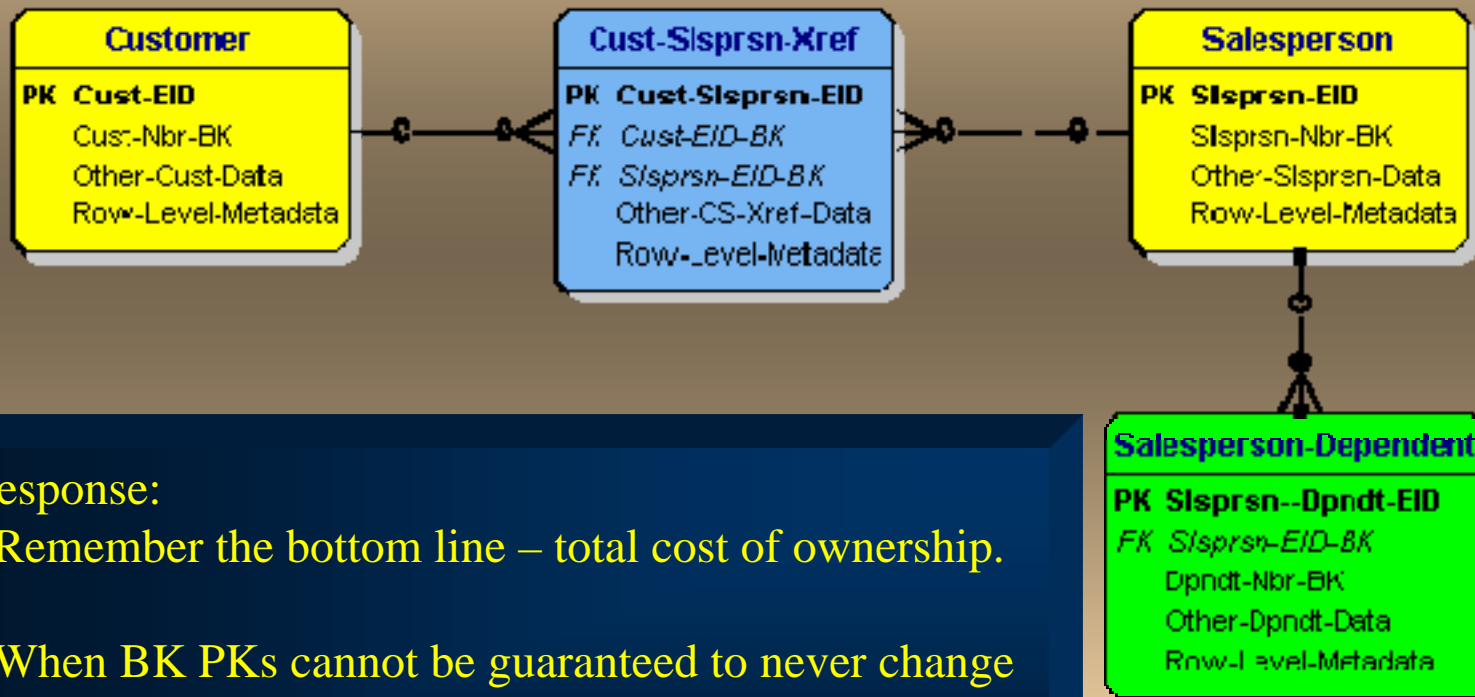 Customer
PK Cust-EID
Cust-Nbr-BK
Other-Cust-Data
Row-Level-Metadata
Cust-Slsprsn-Xref
PK Cust-Slsprsn-EID
FK Cust-EID-BK
FK Slsprsn-EID-BK
Other-CS-Xref-Data
Row-Level-Metadata
Salesperson
PK Slsprsn-EID
Slsprsn-Nbr-BK
Other-Slsprsn-Data
Row-Level-Metadata
Salesperson-Dependent
PK Slsprsn--Dpndt-EID
FK Slsprsn-EID-BK
Dpndt-Nbr-BK
Other-Dpndt-Data
Row-Level-Metadata
esponse:
Remember the bottom line – total cost of ownership.
When BK PKs cannot be guaranteed to never change